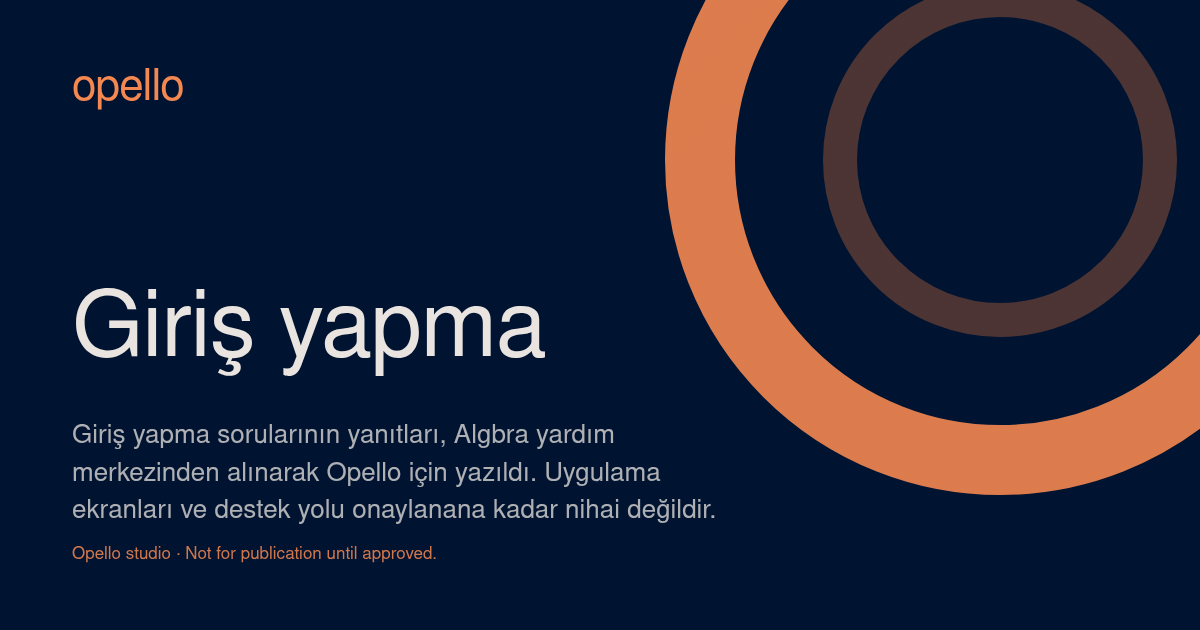 opello
Giriş yapma
Giriş yapma sorularının yanıtları, Algbra yardım
merkezinden alınarak Opello için yazıldı. Uygulama
ekranları ve destek yolu onaylanana kadar nihai değildir.
Opello studio · Not for publication until approved.